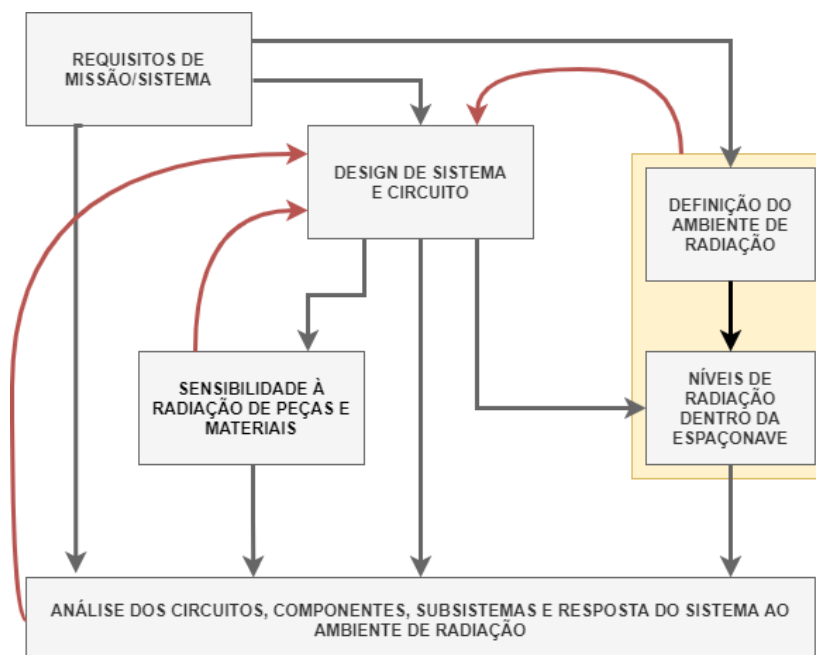 REQUISITOS DE
MISSÃO/SISTEMA
DESIGN DE SISTEMA
E CIRCUITO
DEFINIÇÃO DO
AMBIENTE DE
RADIAÇÃO
SENSIBILIDADE À
RADIAÇÃO DE PEÇAS E
MATERIAIS
NÍVEIS DE
RADIAÇÃO
DENTRO DA
ESPAÇONAVE
ANÁLISE DOS CIRCUITOS, COMPONENTES, SUBSISTEMAS E RESPOSTA DO SISTEMA AO
AMBIENTE DE RADIAÇÃO